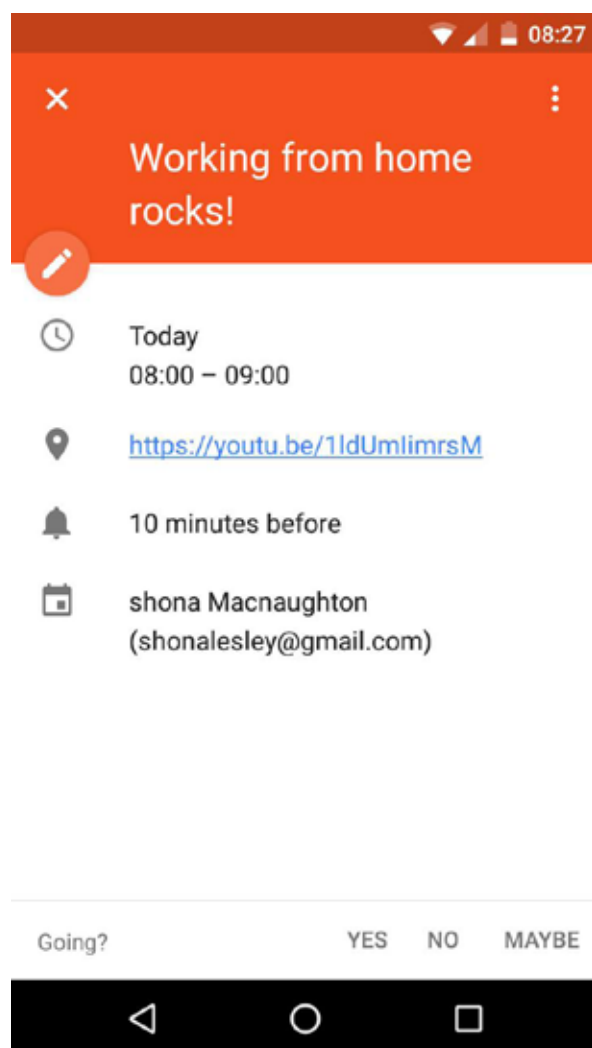 08:27
Working from home
rocks!
Today
08:00 – 09:00
https://youtu.be/1ldUmlimrsM
10 minutes before
shona Macnaughton
(shonalesley@gmail.com)
Going? YES NO MAYBE